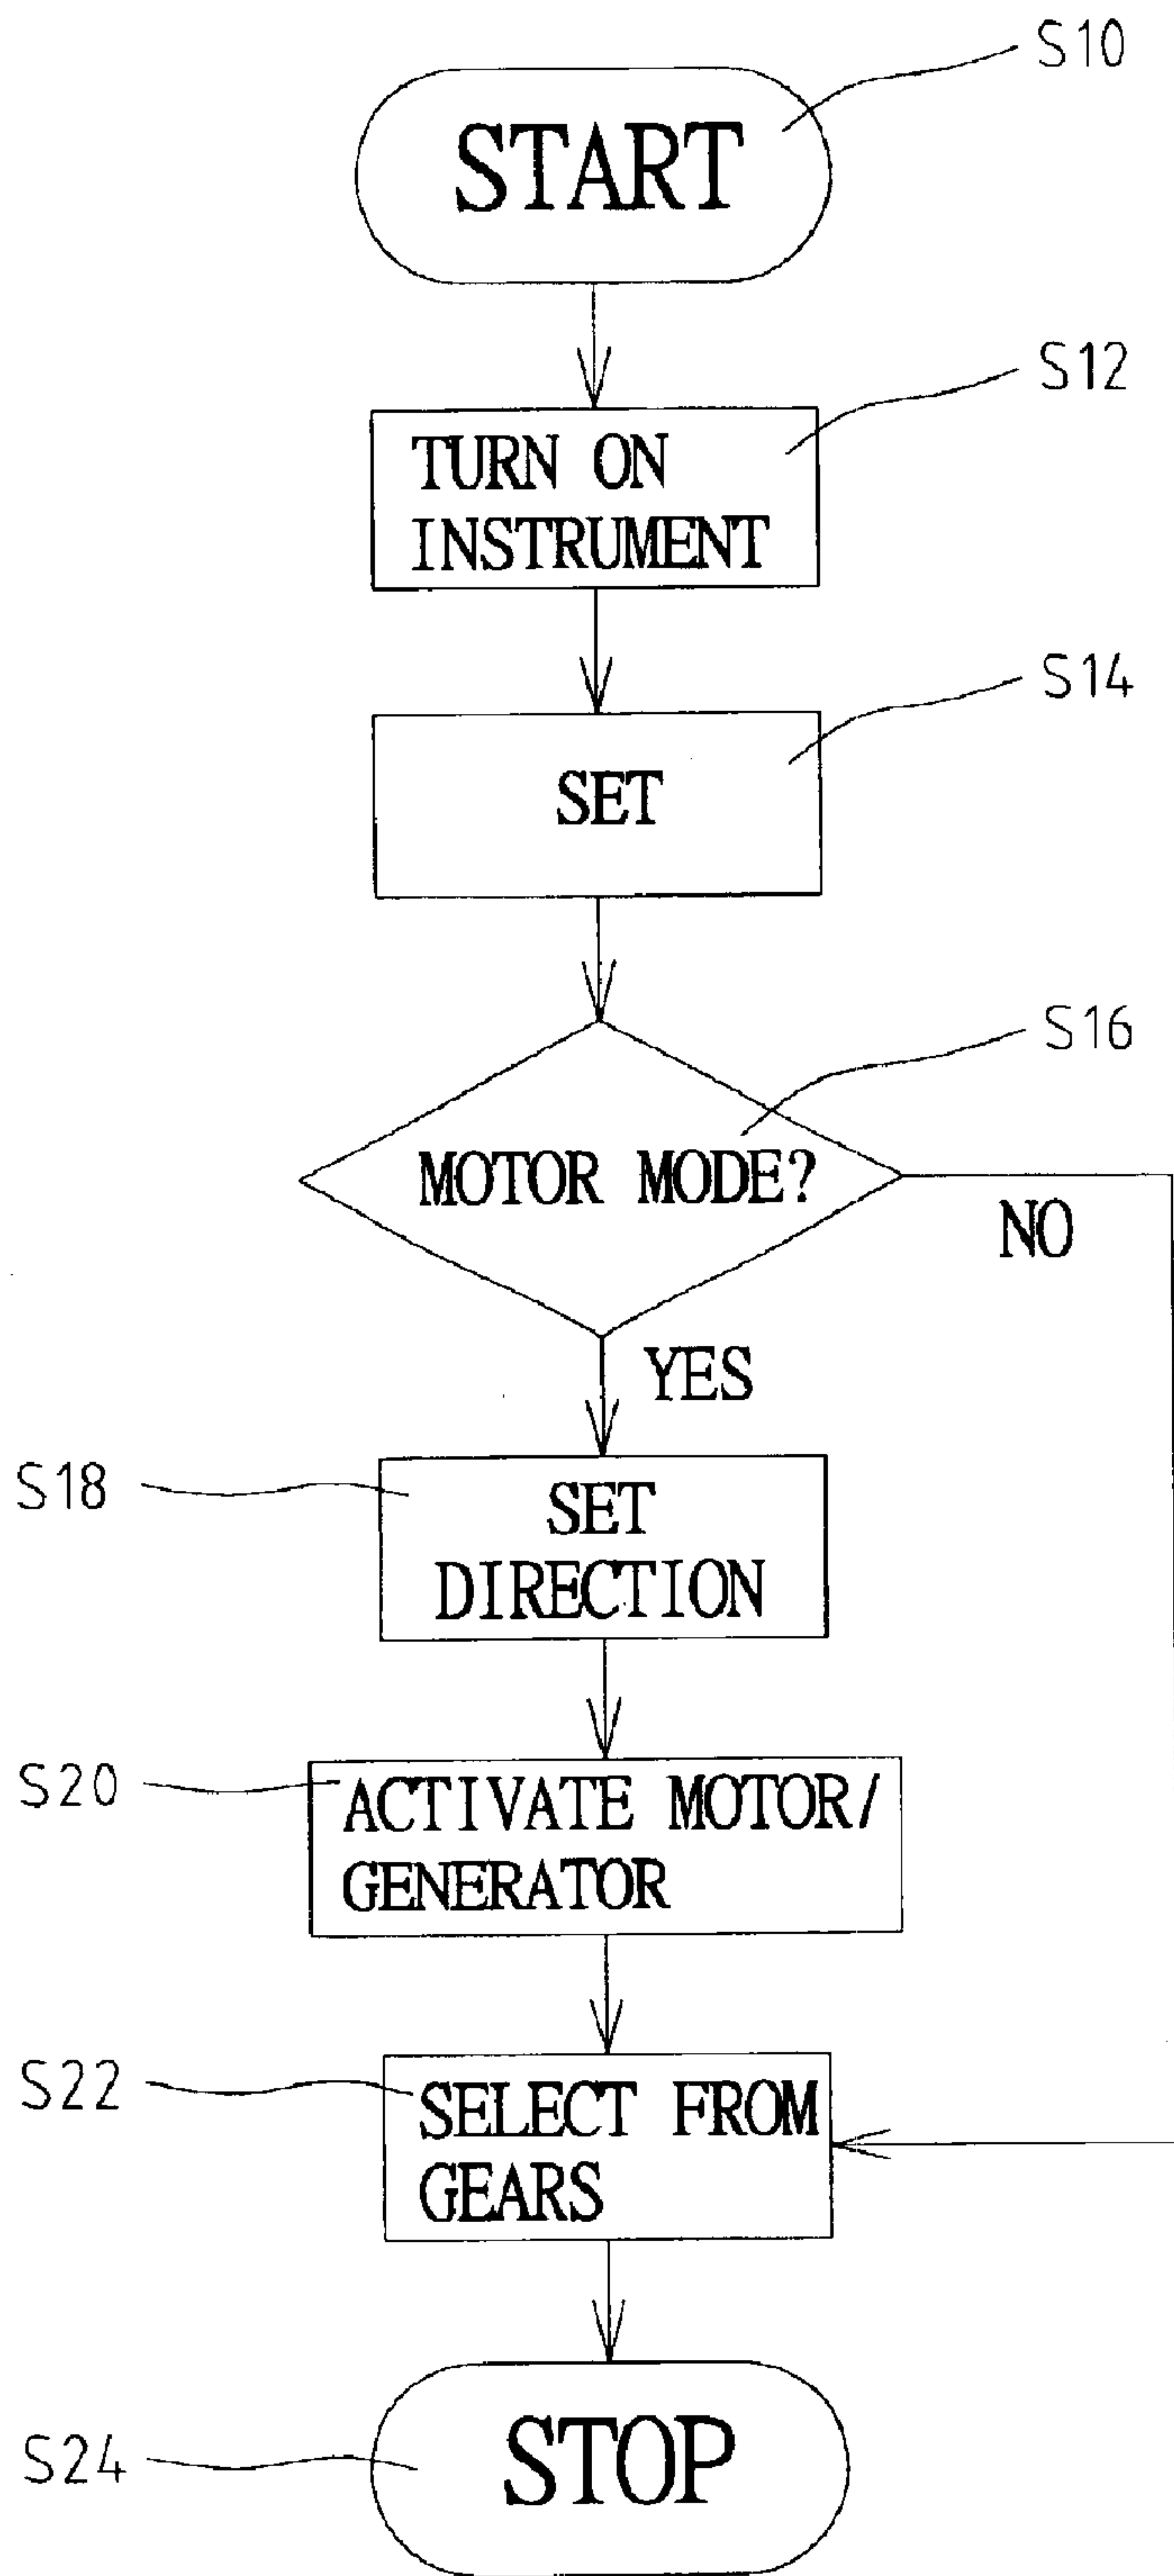 S10
START
S12
TURN ON
INSTRUMENT
S14
SET
S16
MOTOR MODE?
NO
YES
S18
SET
DIRECTION
S20
ACTIVATE MOTOR/
GENERATOR
S22
SELECT FROM
GEARS
S24
STOP